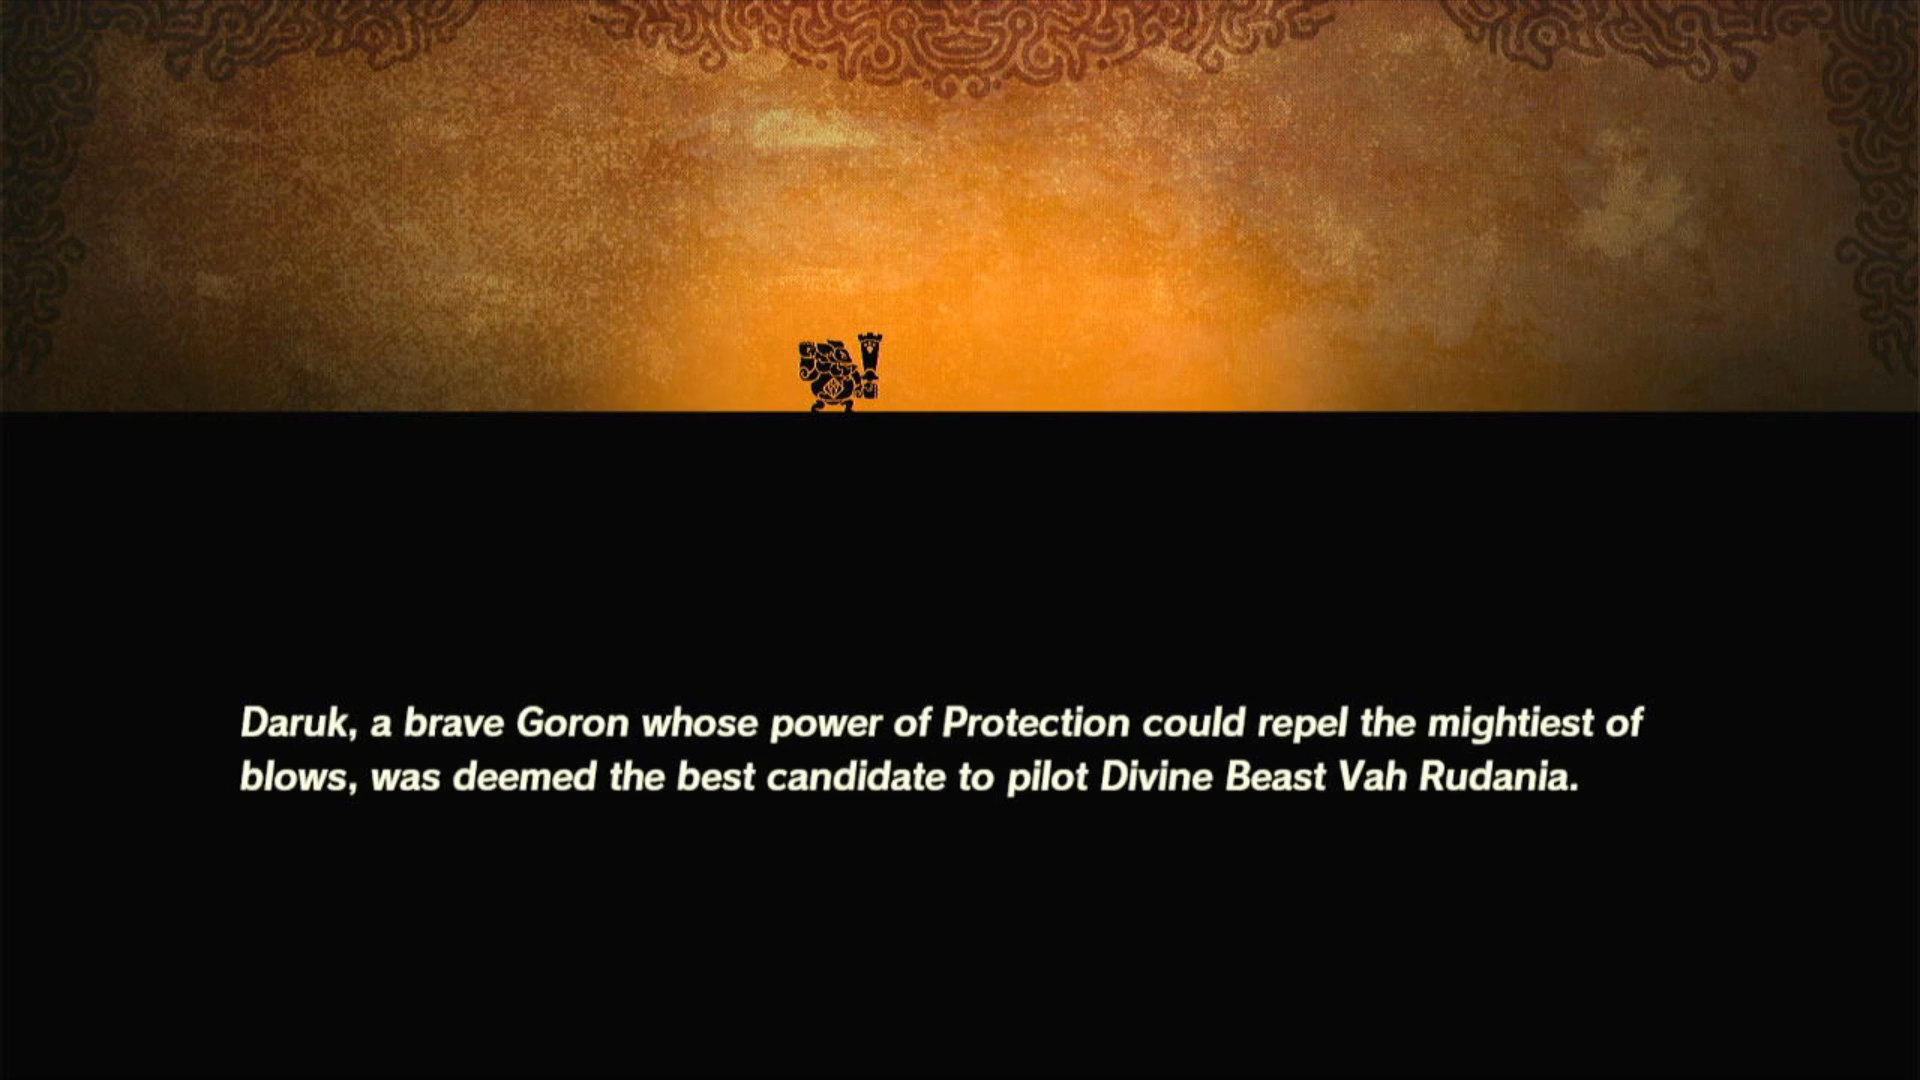 Daruk, a brave Goron whose power of Protection could repel the mightiest of
blows, was deemed the best candidate to pilot Divine Beast Vah Rudania.